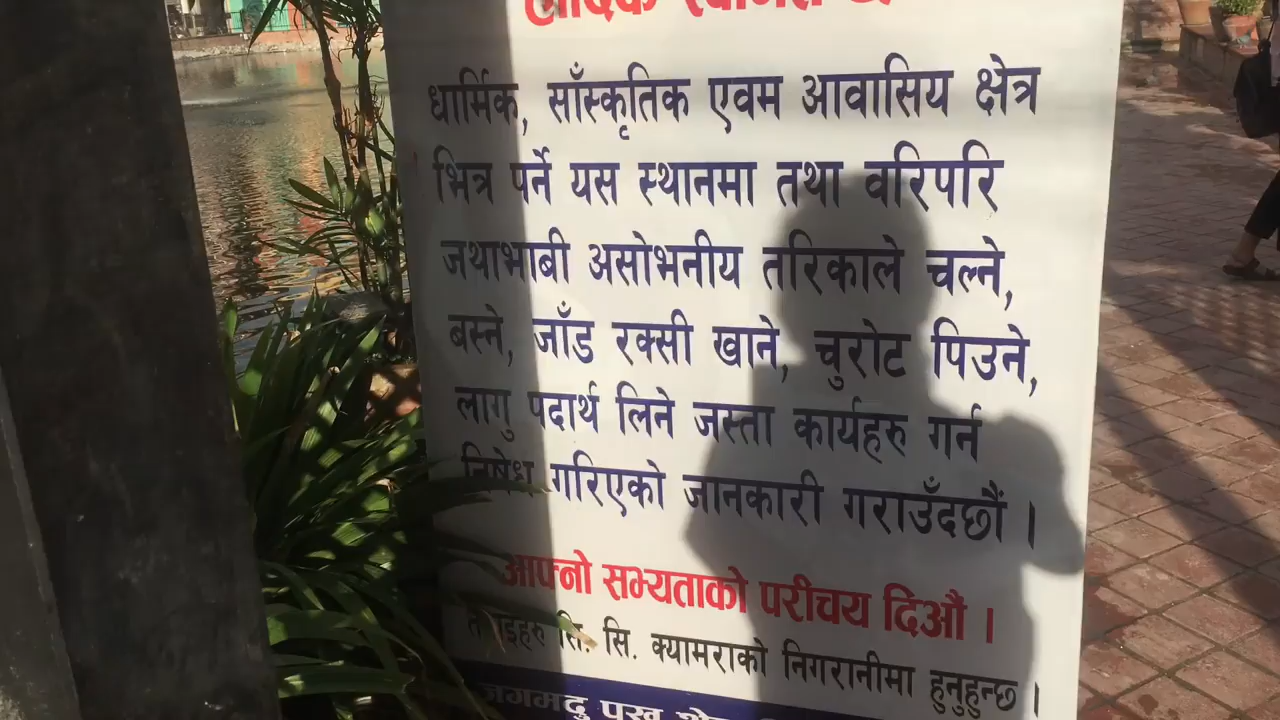 हार्दिक स्वागत छ
धार्मिक, साँस्कृतिक एवम आवासिय क्षेत्र
भित्र पर्ने यस स्थानमा तथा वरिपरि
जथाभाबी असोभनीय तरिकाले चल्ने,
बस्ने, जाँड रक्सी खाने, चुरोट पिउने,
लागु पदार्थ लिने जस्ता कार्यहरु गर्न
निषेध गरिएको जानकारी गराउँदछौं ।
आफ्नो सभ्यताको परीचय दिऔं ।
सि. सि. क्यामराको निगरानीमा हुनुहुन्छ ।